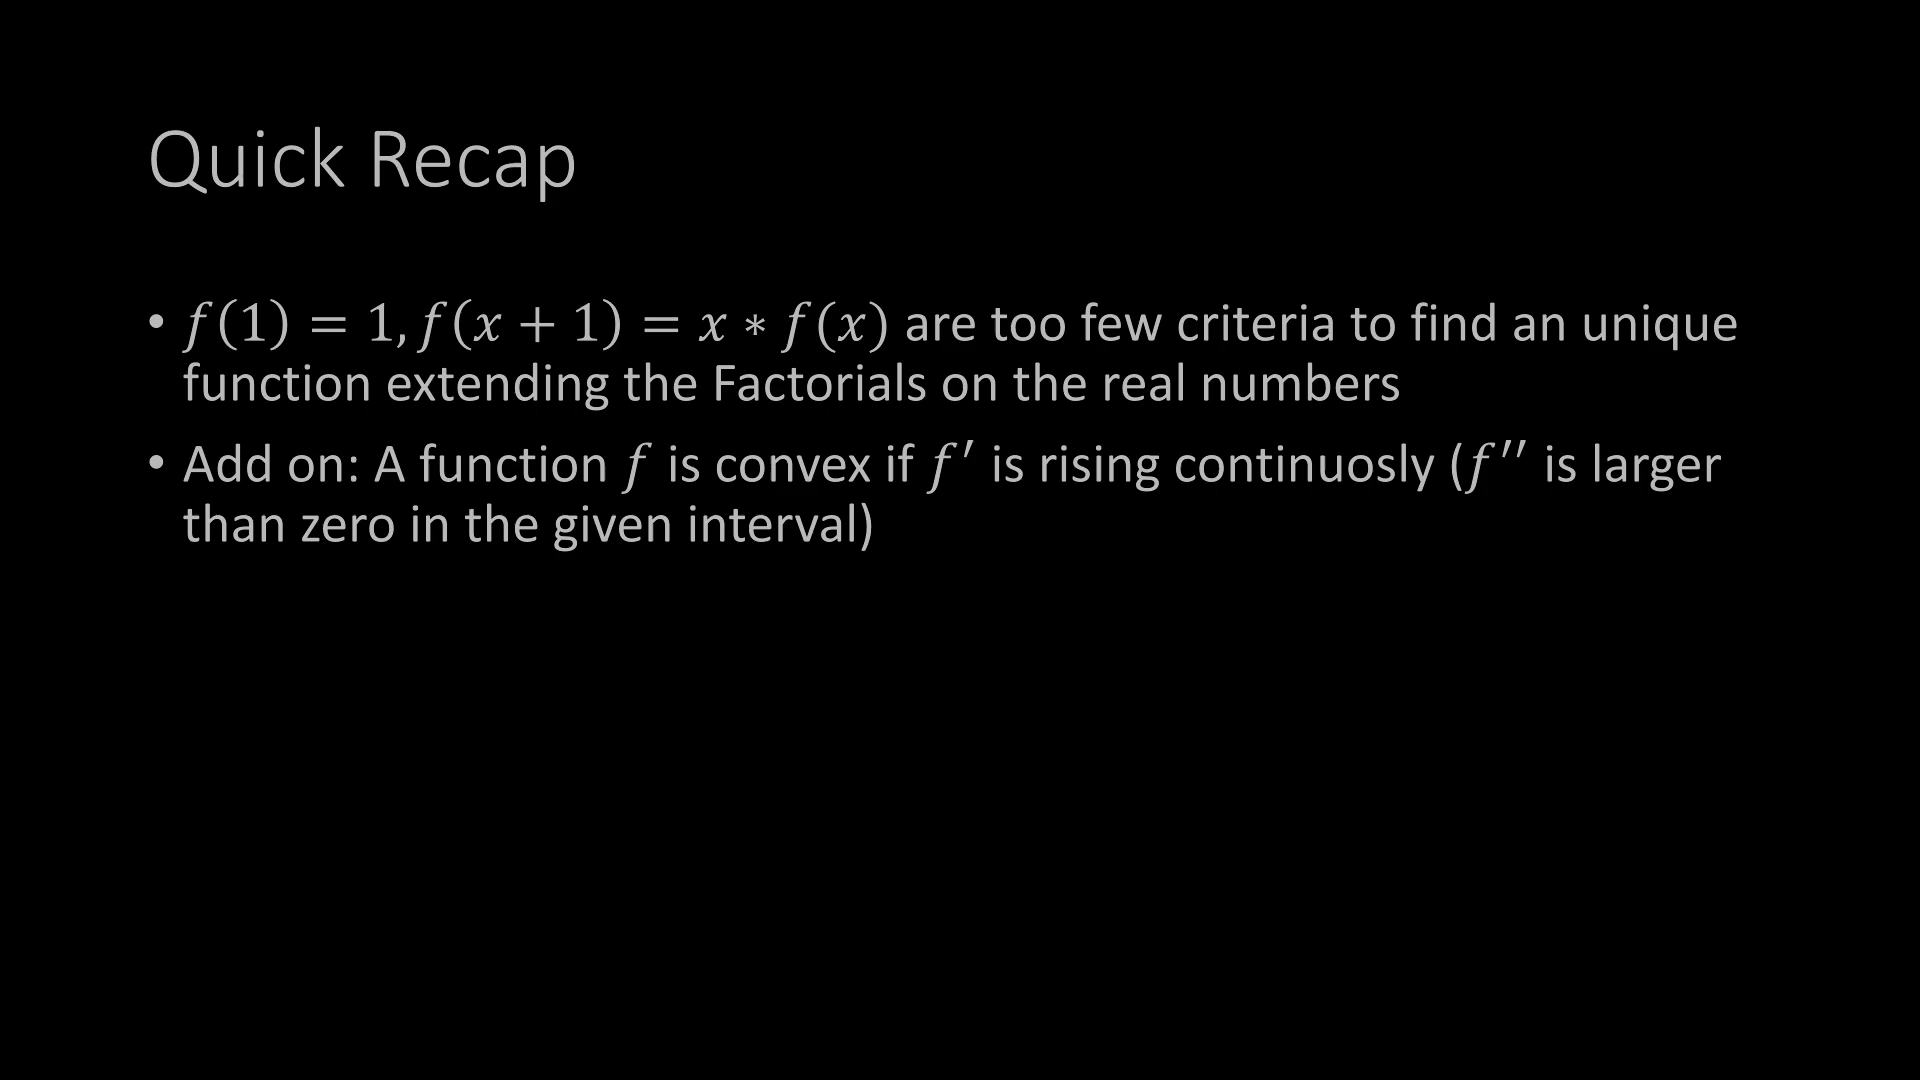 Quick Recap
• f(1) = 1, f(x + 1) = x ∗ f(x) are too few criteria to find an unique
function extending the Factorials on the real numbers
• Add on: A function f is convex if f′ is rising continuosly (f′′ is larger
than zero in the given interval)